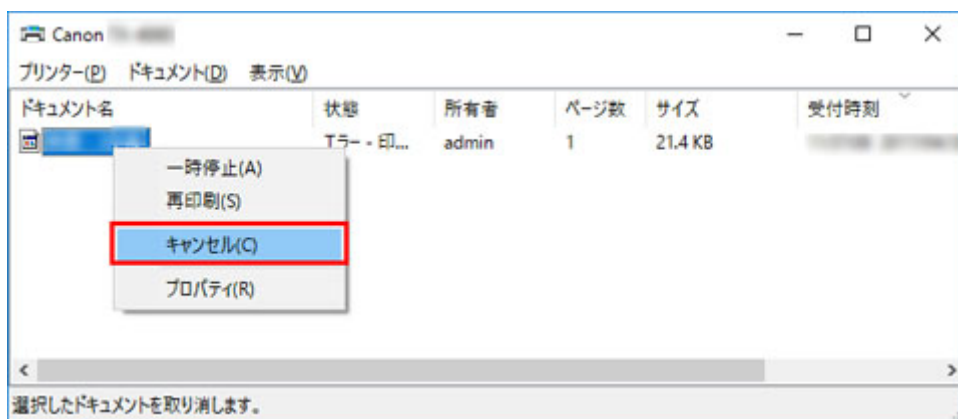 Canon
プリンター(P) ドキュメント(D) 表示(V)
ドキュメント名 状態 所有者 ページ数 サイズ 受付時刻
エラー - 印... admin 1 21.4 KB
一時停止(A)
再印刷(S)
キャンセル(C)
プロパティ(R)
選択したドキュメントを取り消します。